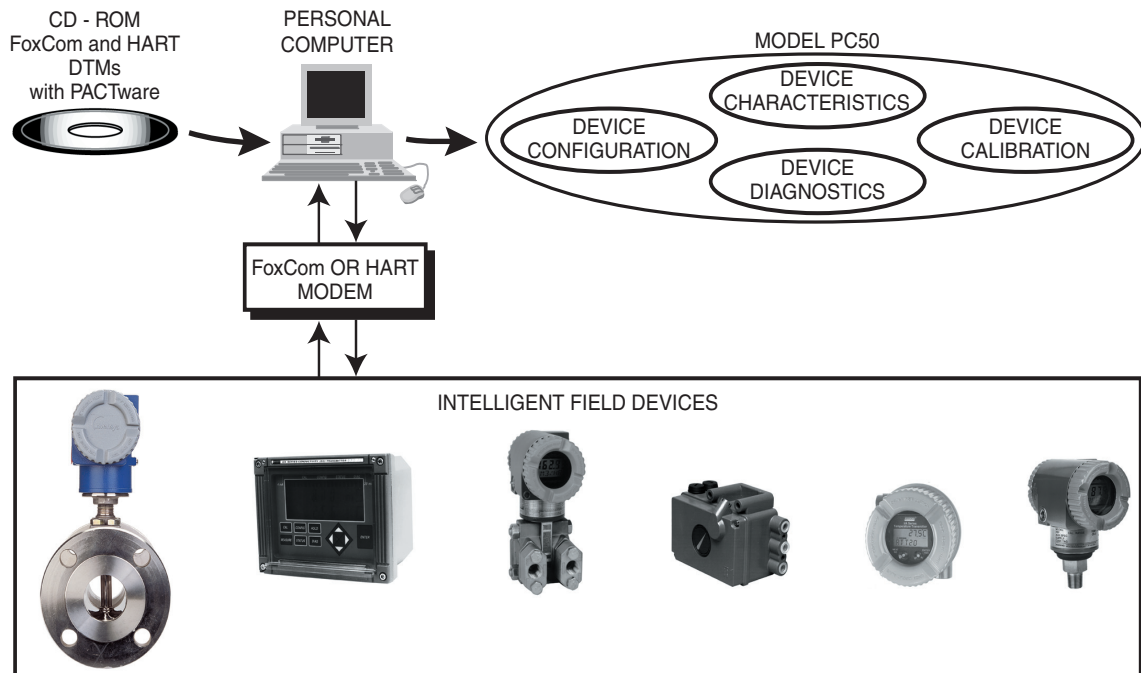 CD - ROM
FoxCom and HART
DTMs
with PACTware
PERSONAL
COMPUTER
MODEL PC50
DEVICE
CHARACTERISTICS
DEVICE
CONFIGURATION
DEVICE
CALIBRATION
DEVICE
DIAGNOSTICS
FoxCom OR HART
MODEM
INTELLIGENT FIELD DEVICES